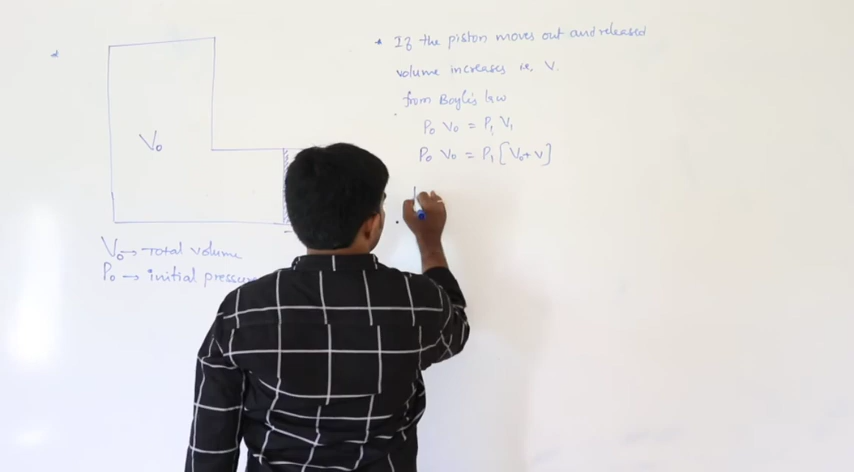 V₀
V₀ → Total volume
P₀ → initial pressure
* If the piston moves out and released
volume increases i.e, V.
from Boyle's law
P₀ V₀ = P₁ V₁
P₀ V₀ = P₁ [V₀ + v]